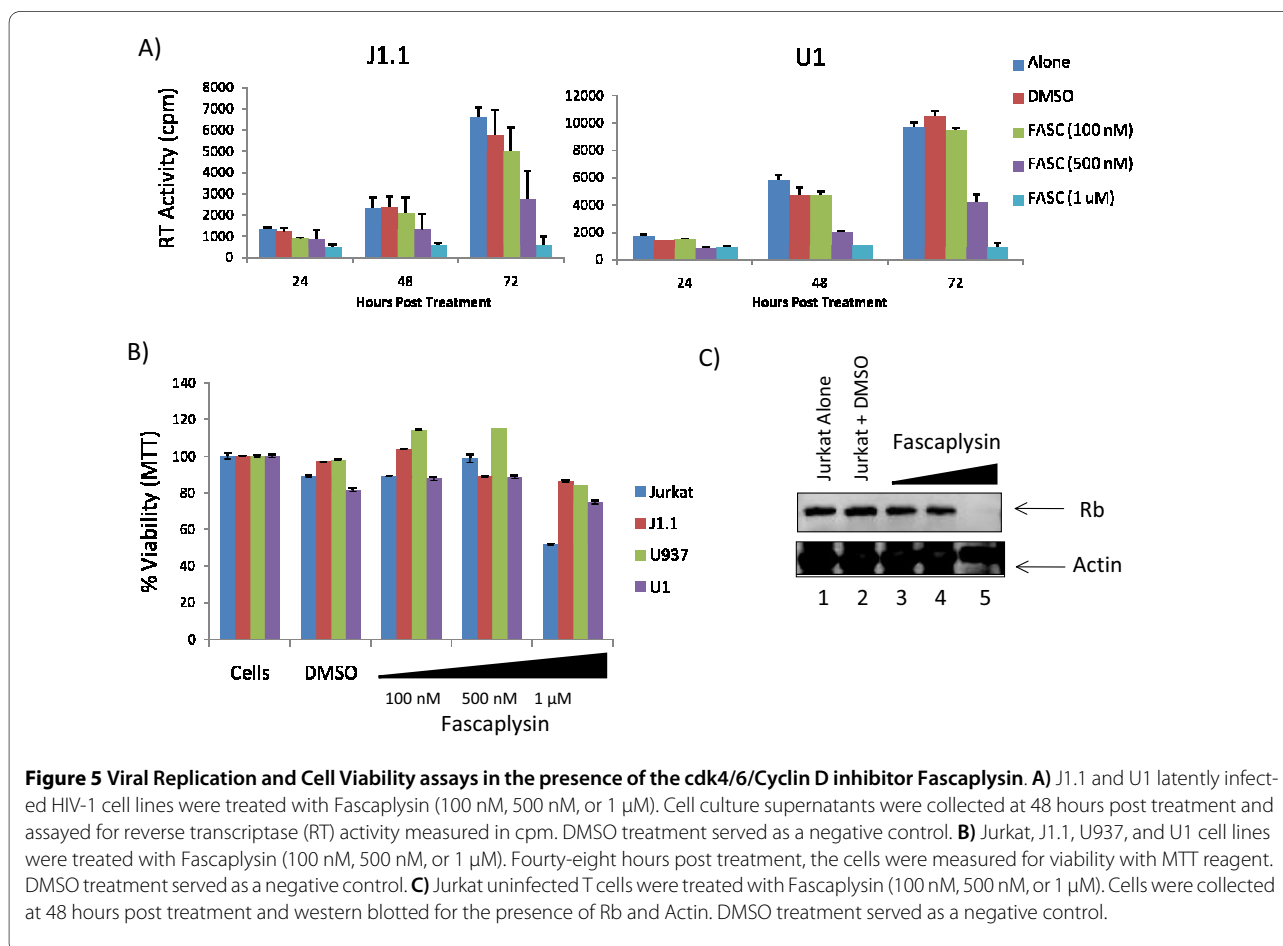 A)
J1.1
U1
Alone
DMSO
FASC (100 nM)
FASC (500 nM)
FASC (1 uM)
RT Activity (cpm)
8000
7000
6000
5000
4000
3000
2000
1000
0
24
48
72
Hours Post Treatment
12000
10000
8000
6000
4000
2000
0
24
48
72
Hours Post Treatment
B)
% Viability (MTT)
140
120
100
80
60
40
20
0
Cells
DMSO
100 nM
500 nM
1 µM
Fascaplysin
Jurkat
J1.1
U937
U1
C)
Jurkat Alone
Jurkat + DMSO
Fascaplysin
Rb
Actin
1 2 3 4 5
Figure 5 Viral Replication and Cell Viability assays in the presence of the cdk4/6/Cyclin D inhibitor Fascaplysin. A) J1.1 and U1 latently infect-
ed HIV-1 cell lines were treated with Fascaplysin (100 nM, 500 nM, or 1 µM). Cell culture supernatants were collected at 48 hours post treatment and
assayed for reverse transcriptase (RT) activity measured in cpm. DMSO treatment served as a negative control. B) Jurkat, J1.1, U937, and U1 cell lines
were treated with Fascaplysin (100 nM, 500 nM, or 1 µM). Fourty-eight hours post treatment, the cells were measured for viability with MTT reagent.
DMSO treatment served as a negative control. C) Jurkat uninfected T cells were treated with Fascaplysin (100 nM, 500 nM, or 1 µM). Cells were collected
at 48 hours post treatment and western blotted for the presence of Rb and Actin. DMSO treatment served as a negative control.